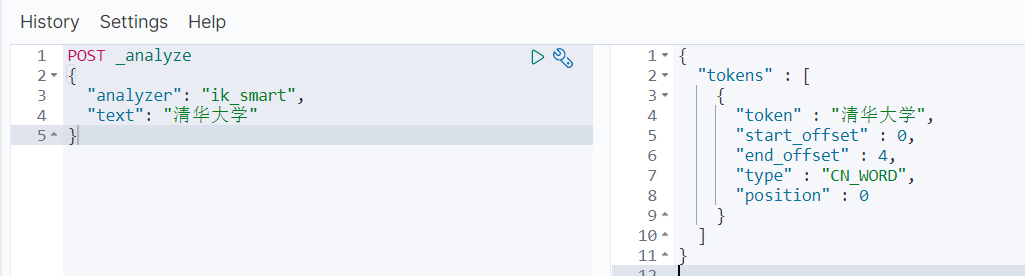 History Settings Help
1 POST _analyze
2 {
3 "analyzer": "ik_smart",
4 "text": "清华大学"
5 }
1 {
2 "tokens" : [
3 {
4 "token" : "清华大学",
5 "start_offset" : 0,
6 "end_offset" : 4,
7 "type" : "CN_WORD",
8 "position" : 0
9 }
10 ]
11 }
12